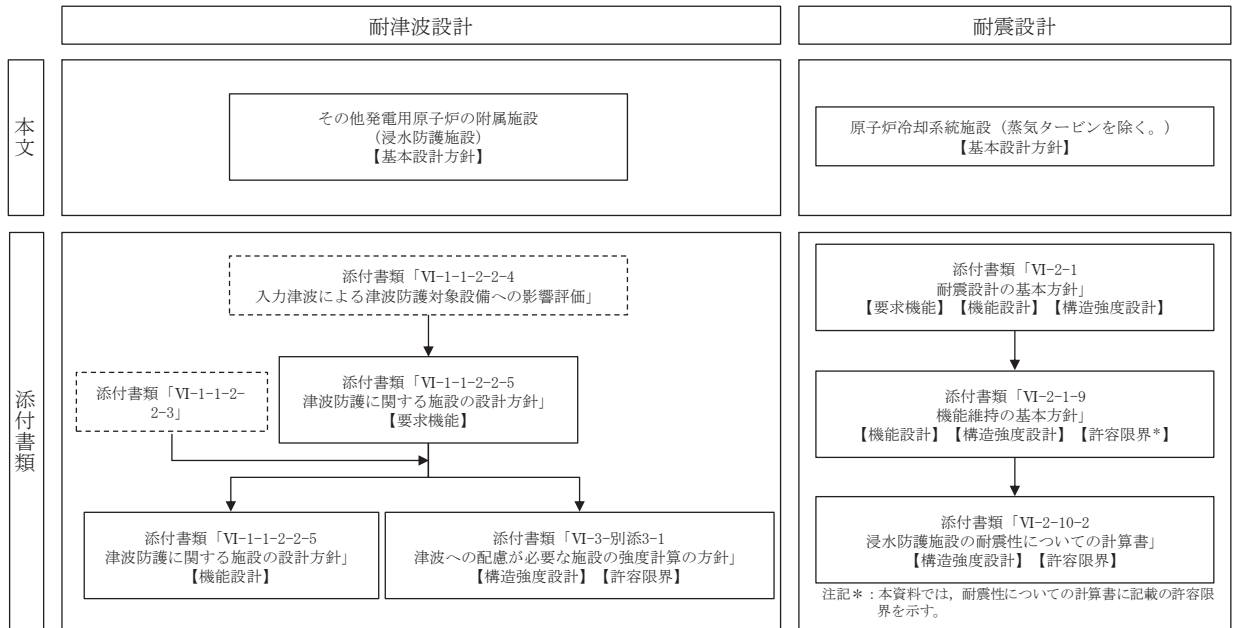 耐津波設計
耐震設計
本文
その他発電用原子炉の附属施設
(浸水防護施設)
【基本設計方針】
原子炉冷却系統施設（蒸気タービンを除く。）
【基本設計方針】
添付書類
添付書類「Ⅵ-1-1-2-2-4
入力津波による津波防護対象設備への影響評価」
添付書類「Ⅵ-1-1-2-
2-3」
添付書類「Ⅵ-1-1-2-2-5
津波防護に関する施設の設計方針」
【要求機能】
添付書類「Ⅵ-1-1-2-2-5
津波防護に関する施設の設計方針」
【機能設計】
添付書類「Ⅵ-3-別添3-1
津波への配慮が必要な施設の強度計算の方針」
【構造強度設計】【許容限界】
添付書類「Ⅵ-2-1
耐震設計の基本方針」
【要求機能】【機能設計】【構造強度設計】
添付書類「Ⅵ-2-1-9
機能維持の基本方針」
【機能設計】【構造強度設計】【許容限界*】
添付書類「Ⅵ-2-10-2
浸水防護施設の耐震性についての計算書」
【構造強度設計】【許容限界】
注記＊：本資料では，耐震性についての計算書に記載の許容限
界を示す。